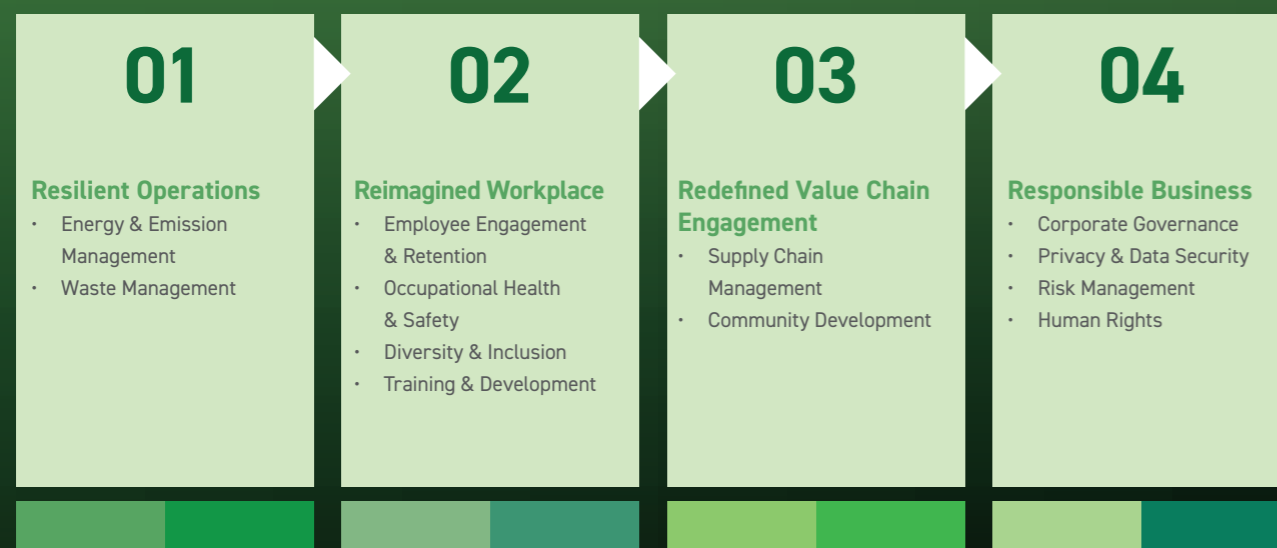 01
Resilient Operations
• Energy & Emission
Management
• Waste Management
02
Reimagined Workplace
• Employee Engagement
& Retention
• Occupational Health
& Safety
• Diversity & Inclusion
• Training & Development
03
Redefined Value Chain
Engagement
• Supply Chain
Management
• Community Development
04
Responsible Business
• Corporate Governance
• Privacy & Data Security
• Risk Management
• Human Rights